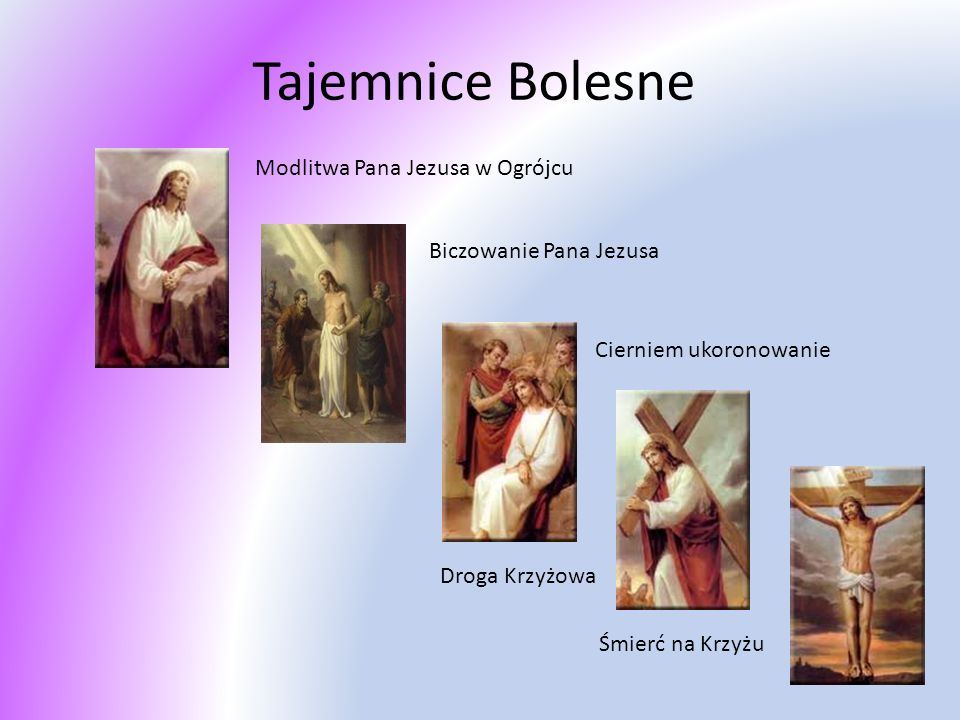 Tajemnice Bolesne
Modlitwa Pana Jezusa w Ogrójcu
Biczowanie Pana Jezusa
Cierniem ukoronowanie
Droga Krzyżowa
Śmierć na Krzyżu